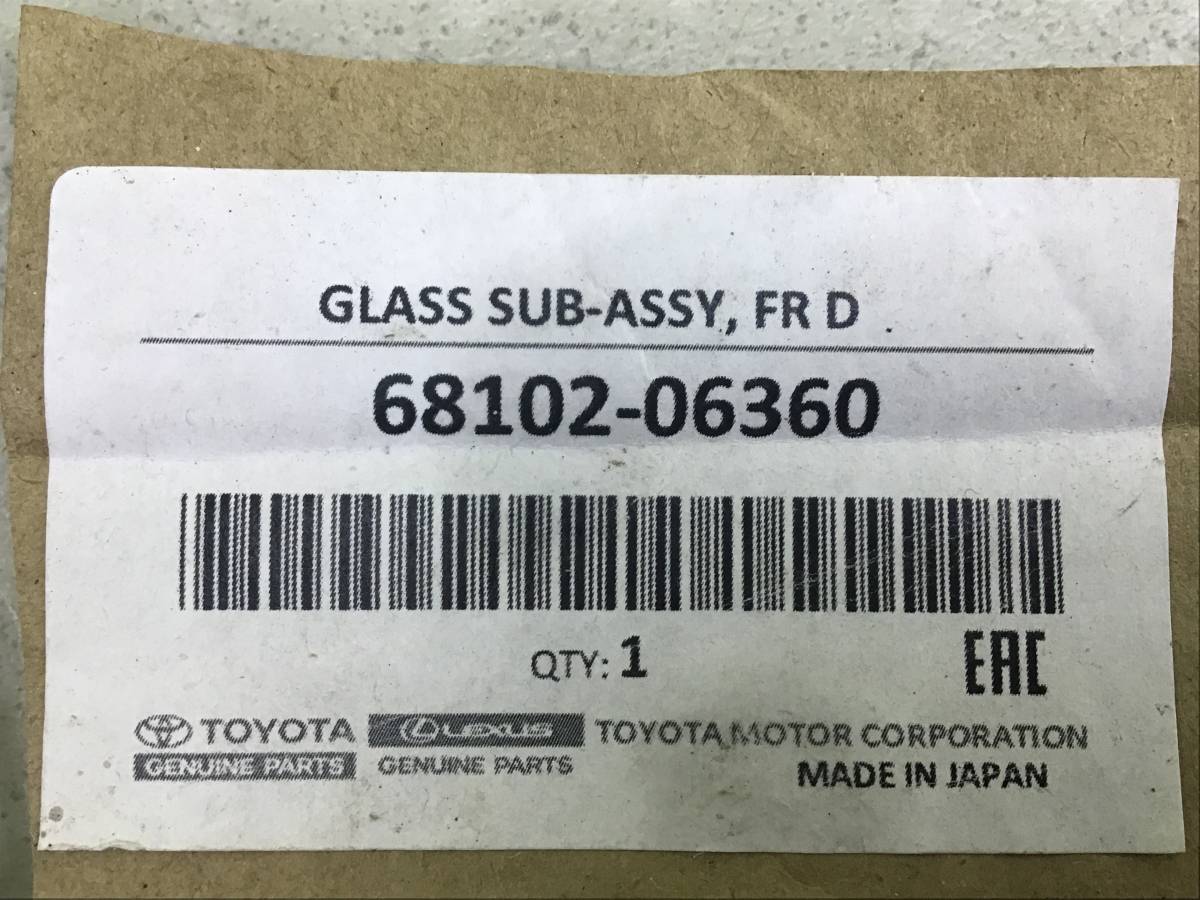 GLASS SUB-ASSY, FR D
68102-06360
QTY: 1
EAC
TOYOTA
GENUINE PARTS
LEXUS
GENUINE PARTS
TOYOTA MOTOR CORPORATION
MADE IN JAPAN